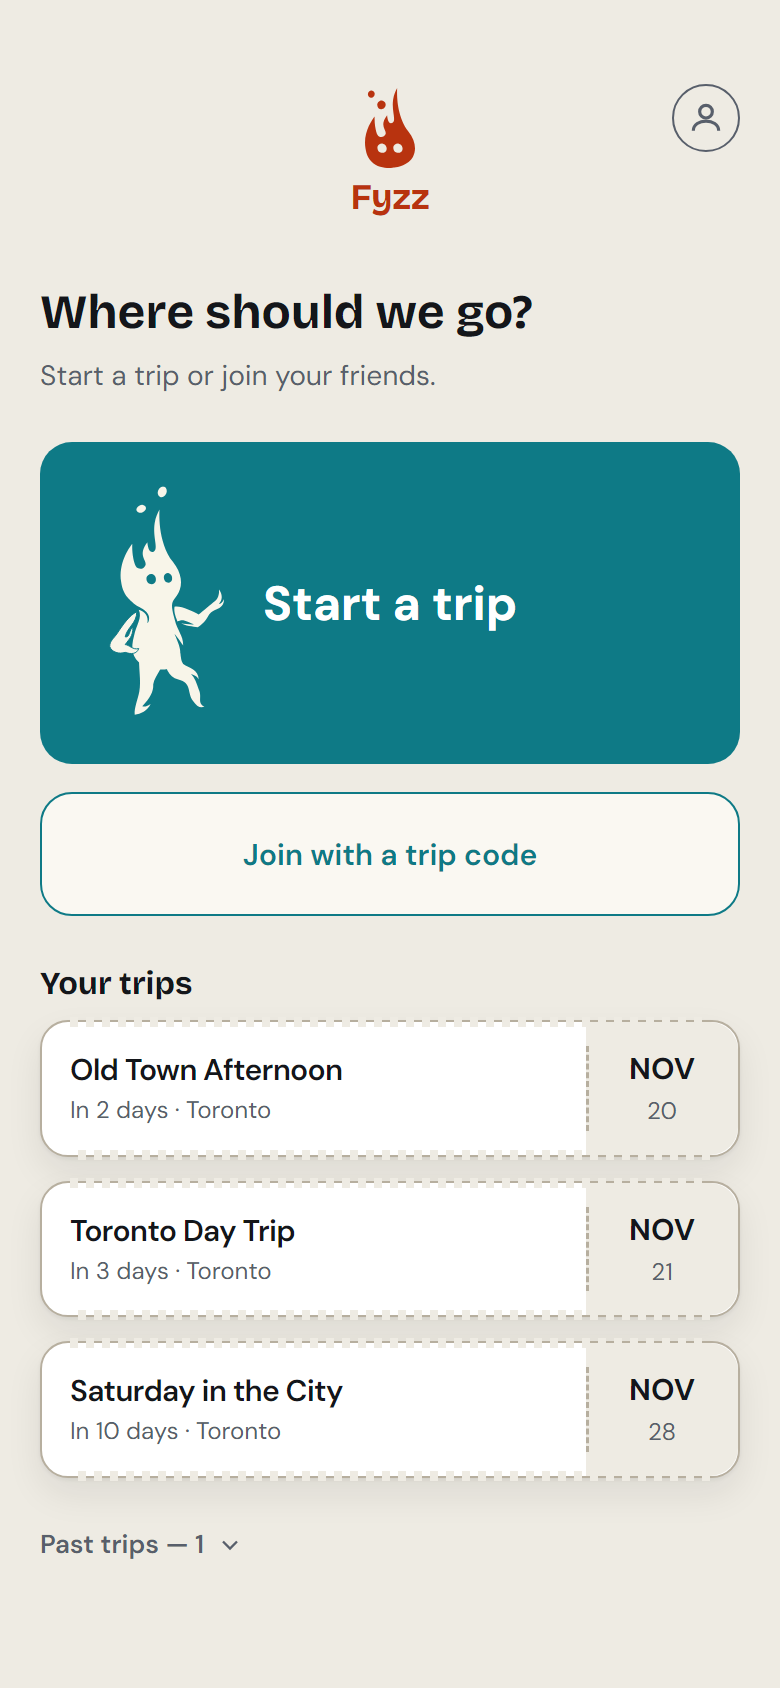 Fyzz
Where should we go?
Start a trip or join your friends.
Start a trip
Join with a trip code
Your trips
Old Town Afternoon
In 2 days · Toronto
NOV
20
Toronto Day Trip
In 3 days · Toronto
NOV
21
Saturday in the City
In 10 days · Toronto
NOV
28
Past trips — 1